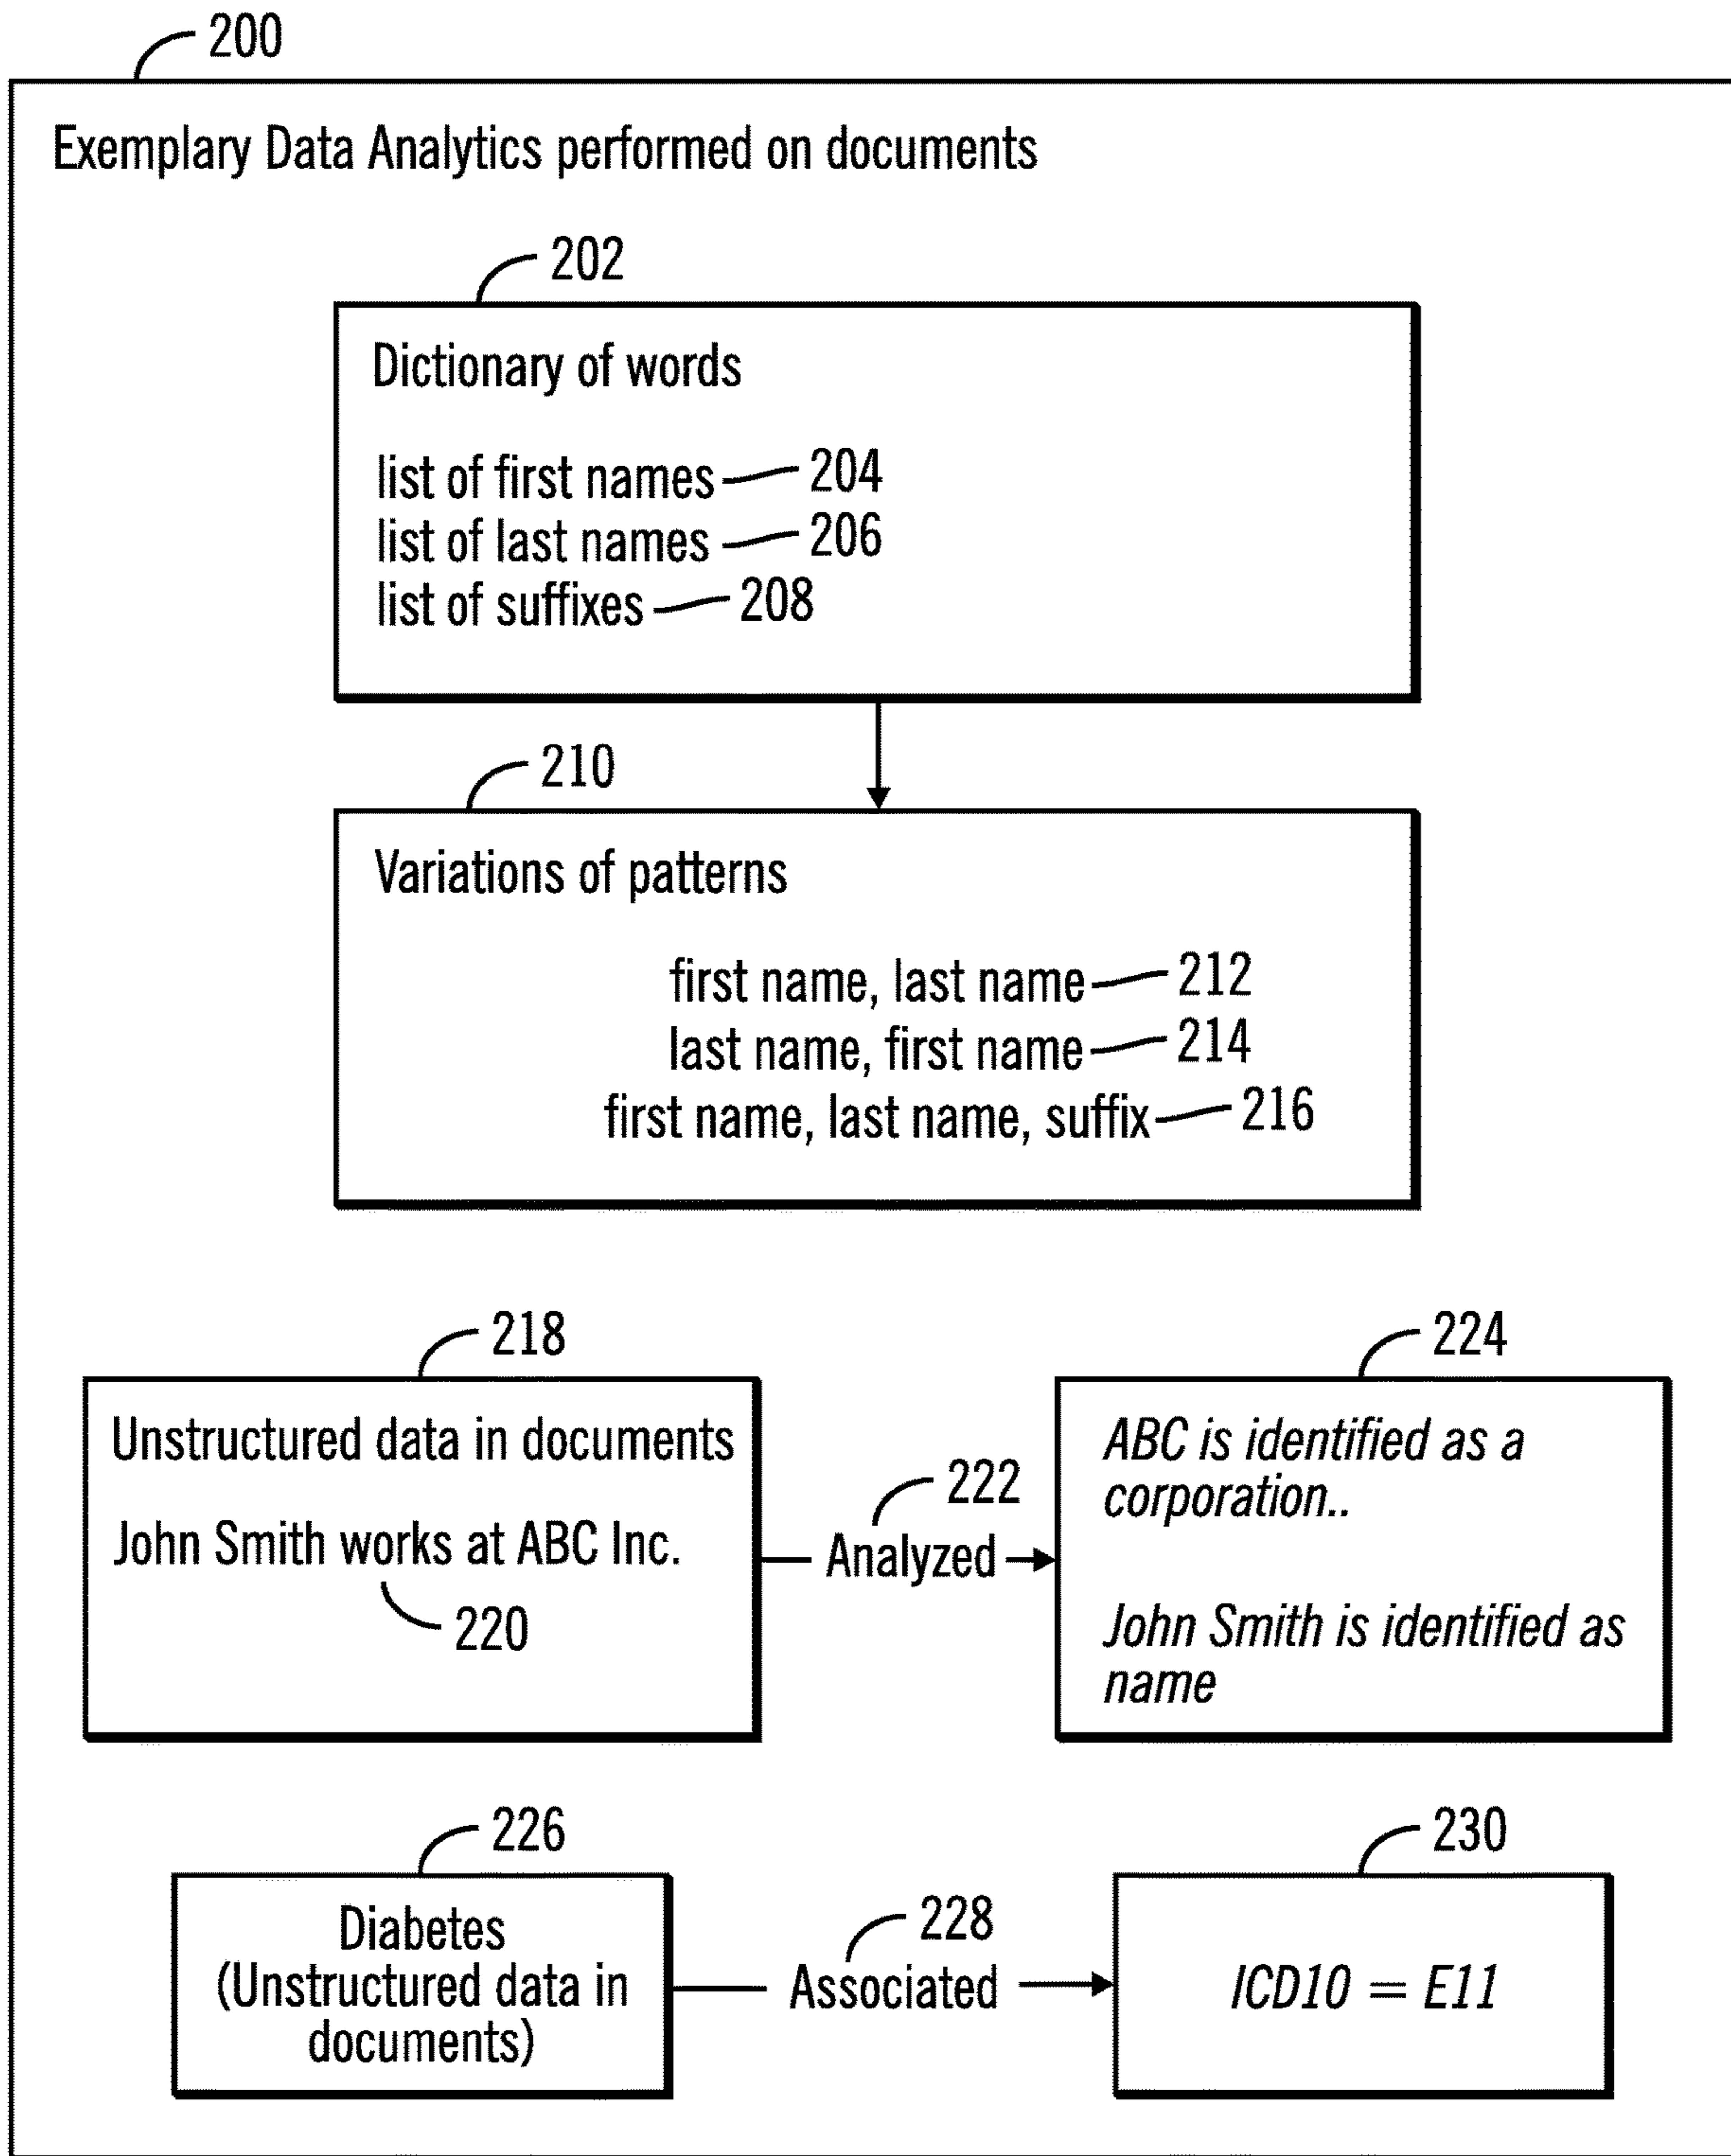 200
Exemplary Data Analytics performed on documents
202
Dictionary of words
list of first names 204
list of last names 206
list of suffixes 208
210
Variations of patterns
first name, last name 212
last name, first name 214
first name, last name, suffix 216
218
Unstructured data in documents
John Smith works at ABC Inc.
220
222
Analyzed
224
ABC is identified as a
corporation..
John Smith is identified as
name
226
Diabetes
(Unstructured data in
documents)
228
Associated
230
ICD10 = E11